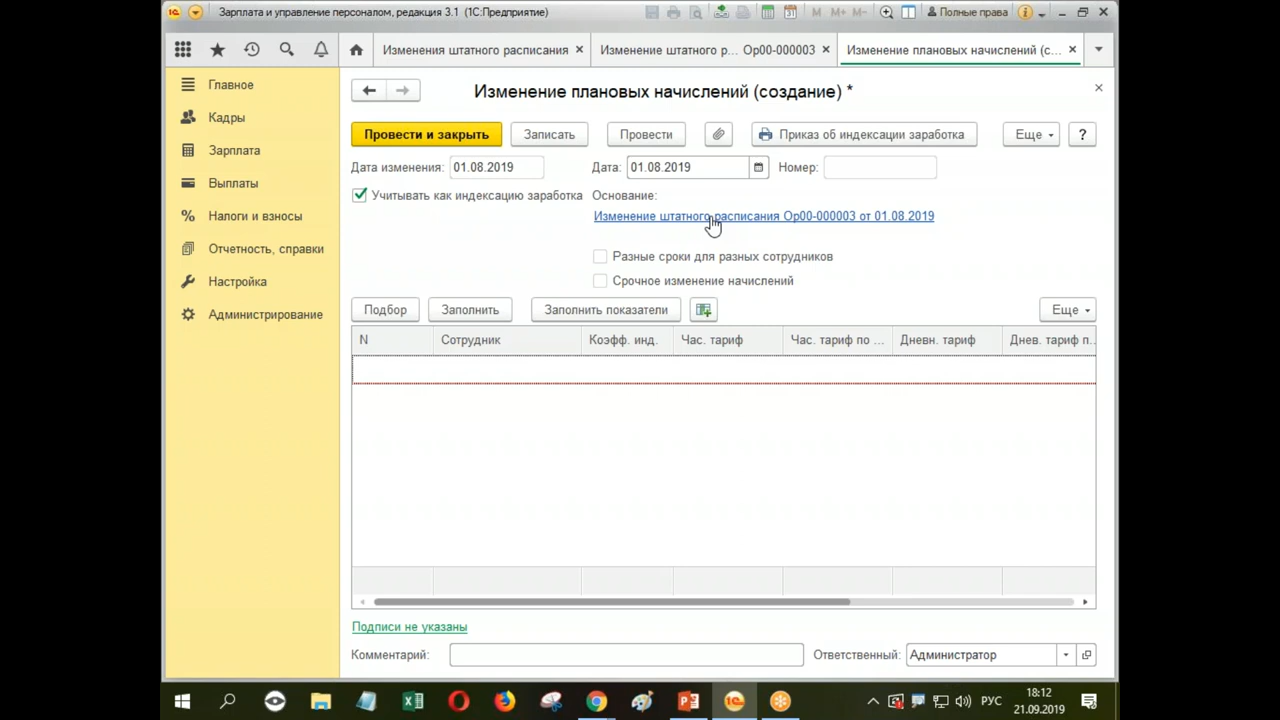 Зарплата и управление персоналом, редакция 3.1 (1С:Предприятие)
M M+ M-
Полные права
Изменения штатного расписания
Изменение штатного р... Ор00-000003
Изменение плановых начислений (с...
Главное
Кадры
Зарплата
Выплаты
Налоги и взносы
Отчетность, справки
Настройка
Администрирование
Изменение плановых начислений (создание) *
Провести и закрыть
Записать
Провести
Приказ об индексации заработка
Еще
?
Дата изменения: 01.08.2019
Дата: 01.08.2019
Номер:
Учитывать как индексацию заработка
Основание:
Изменение штатного расписания Ор00-000003 от 01.08.2019
Разные сроки для разных сотрудников
Срочное изменение начислений
Подбор
Заполнить
Заполнить показатели
Еще
N
Сотрудник
Коэфф. инд.
Час. тариф
Час. тариф по ...
Дневн. тариф
Днев. тариф п...
Подписи не указаны
Комментарий:
Ответственный: Администратор
РУС
18:12
21.09.2019